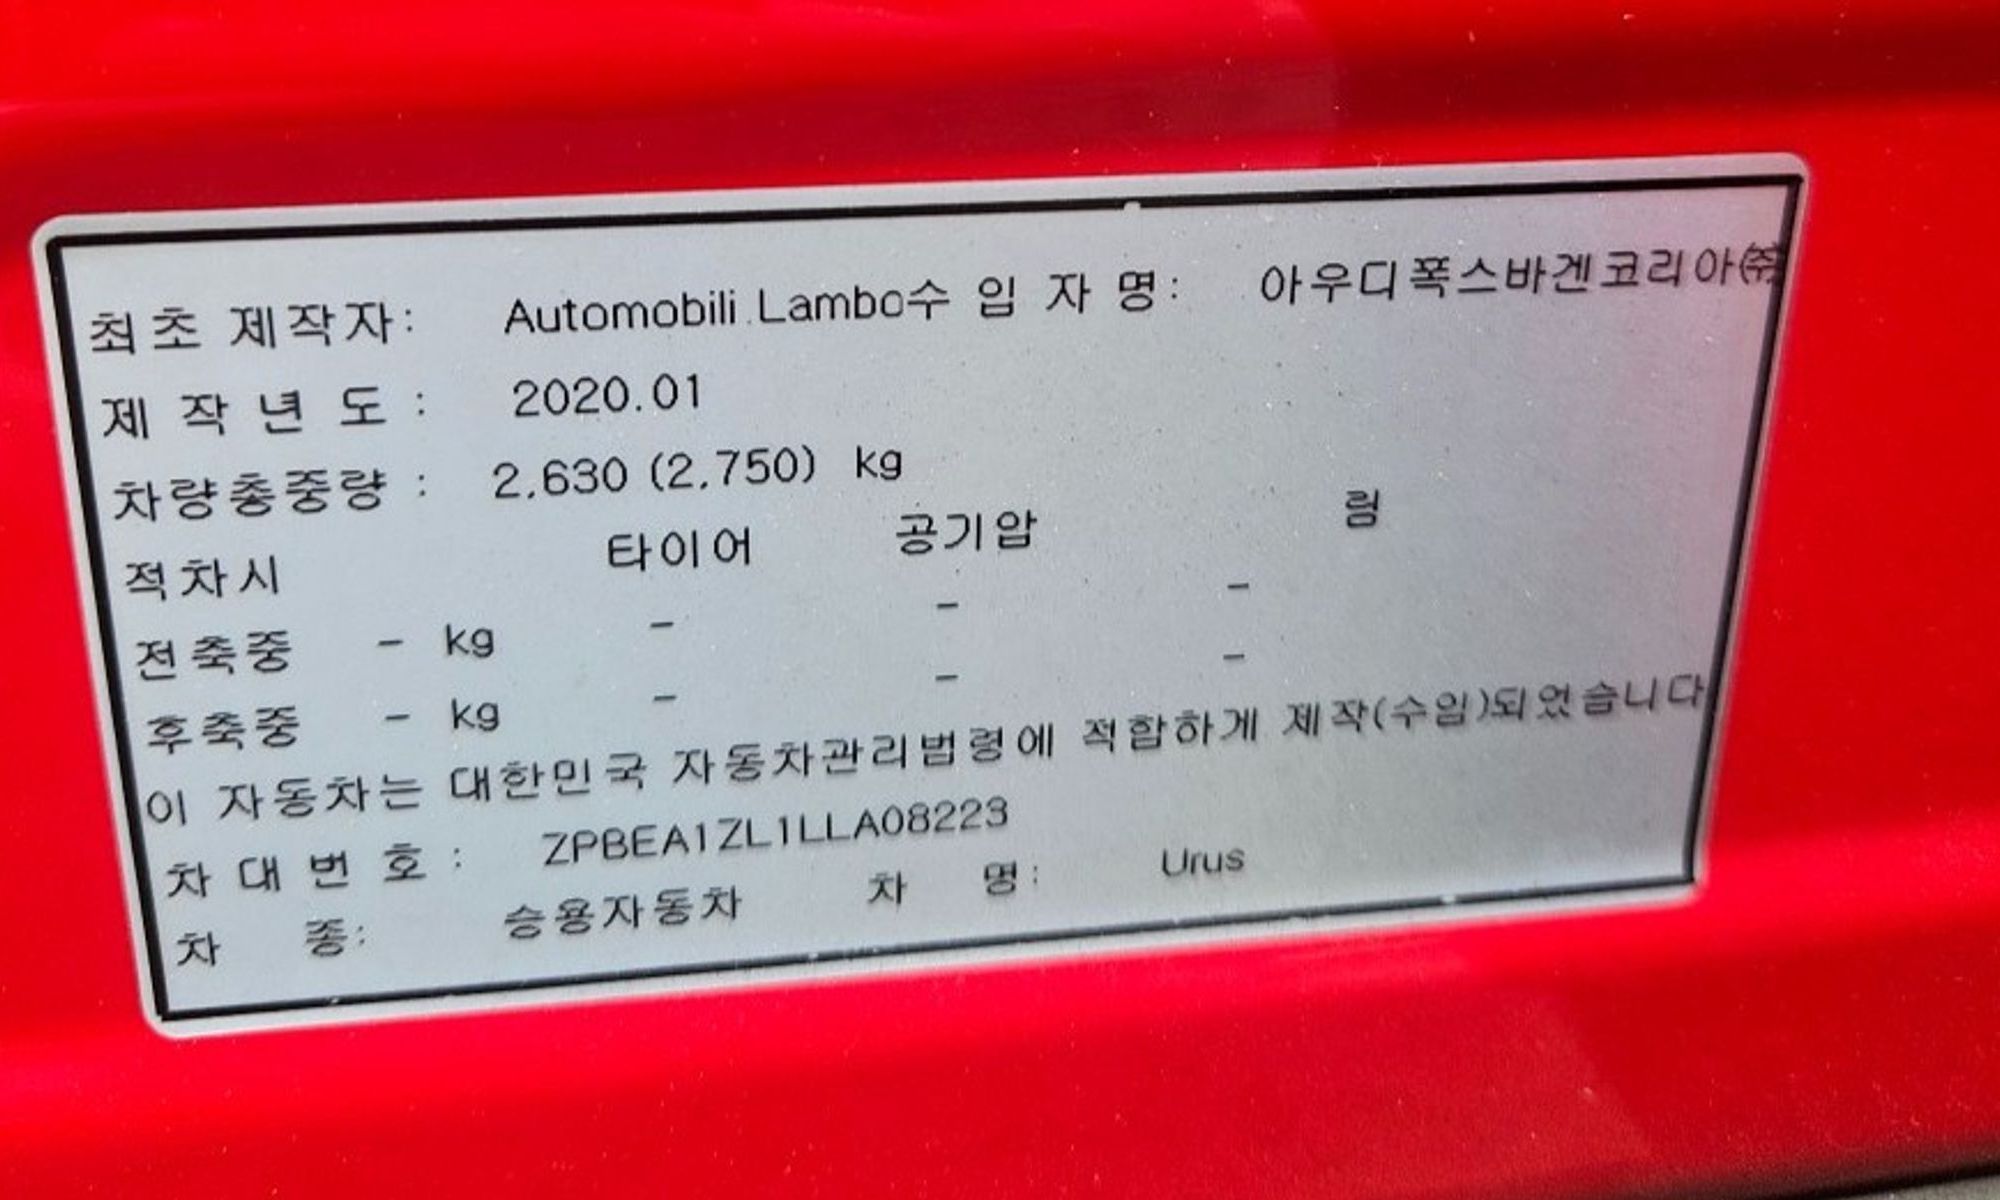 최초 제작자: Automobili Lambo수 입 자 명: 아우디폭스바겐코리아㈜
제 작 년 도 : 2020.01
차량총중량 : 2,630 (2,750) kg
적차시 타이어 공기압 림
전축중 - kg - - -
후축중 - kg - - -
이 자동차는 대한민국 자동차관리법령에 적합하게 제작(수입)되었습니다
차 대 번 호 : ZPBEA1ZL1LLA08223
차 종: 승용자동차 차 명: Urus